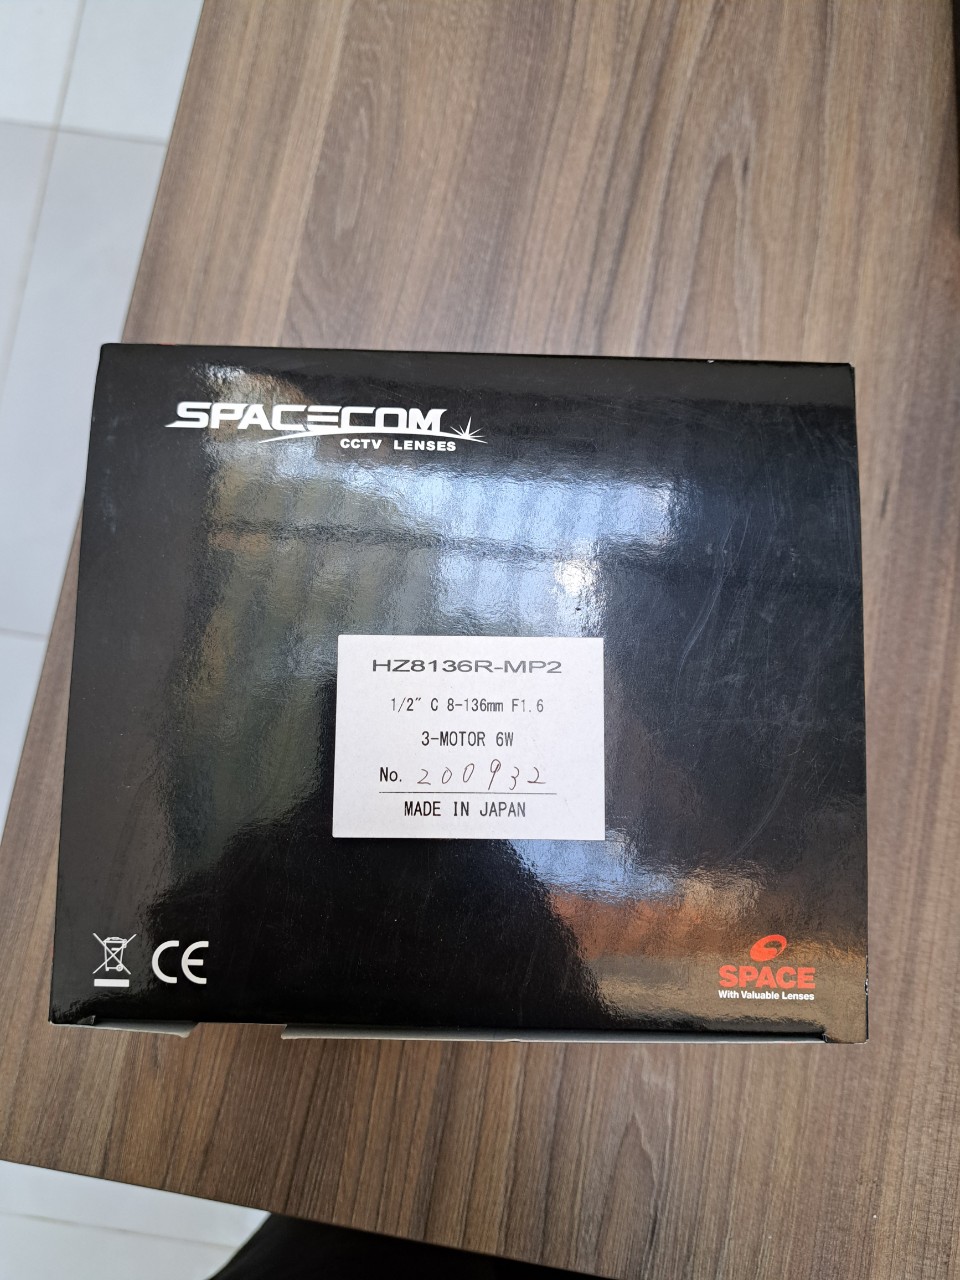 SPACECOM
CCTV LENSES
HZ8136R-MP2
1/2" C 8-136mm F1.6
3-MOTOR 6W
No. 200932
MADE IN JAPAN
CE
SPACE
With Valuable Lenses